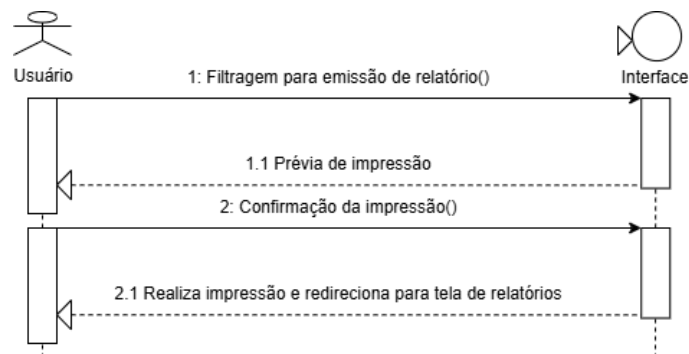 Usuário
Interface
1: Filtragem para emissão de relatório()
1.1 Prévia de impressão
2: Confirmação da impressão()
2.1 Realiza impressão e redireciona para tela de relatórios